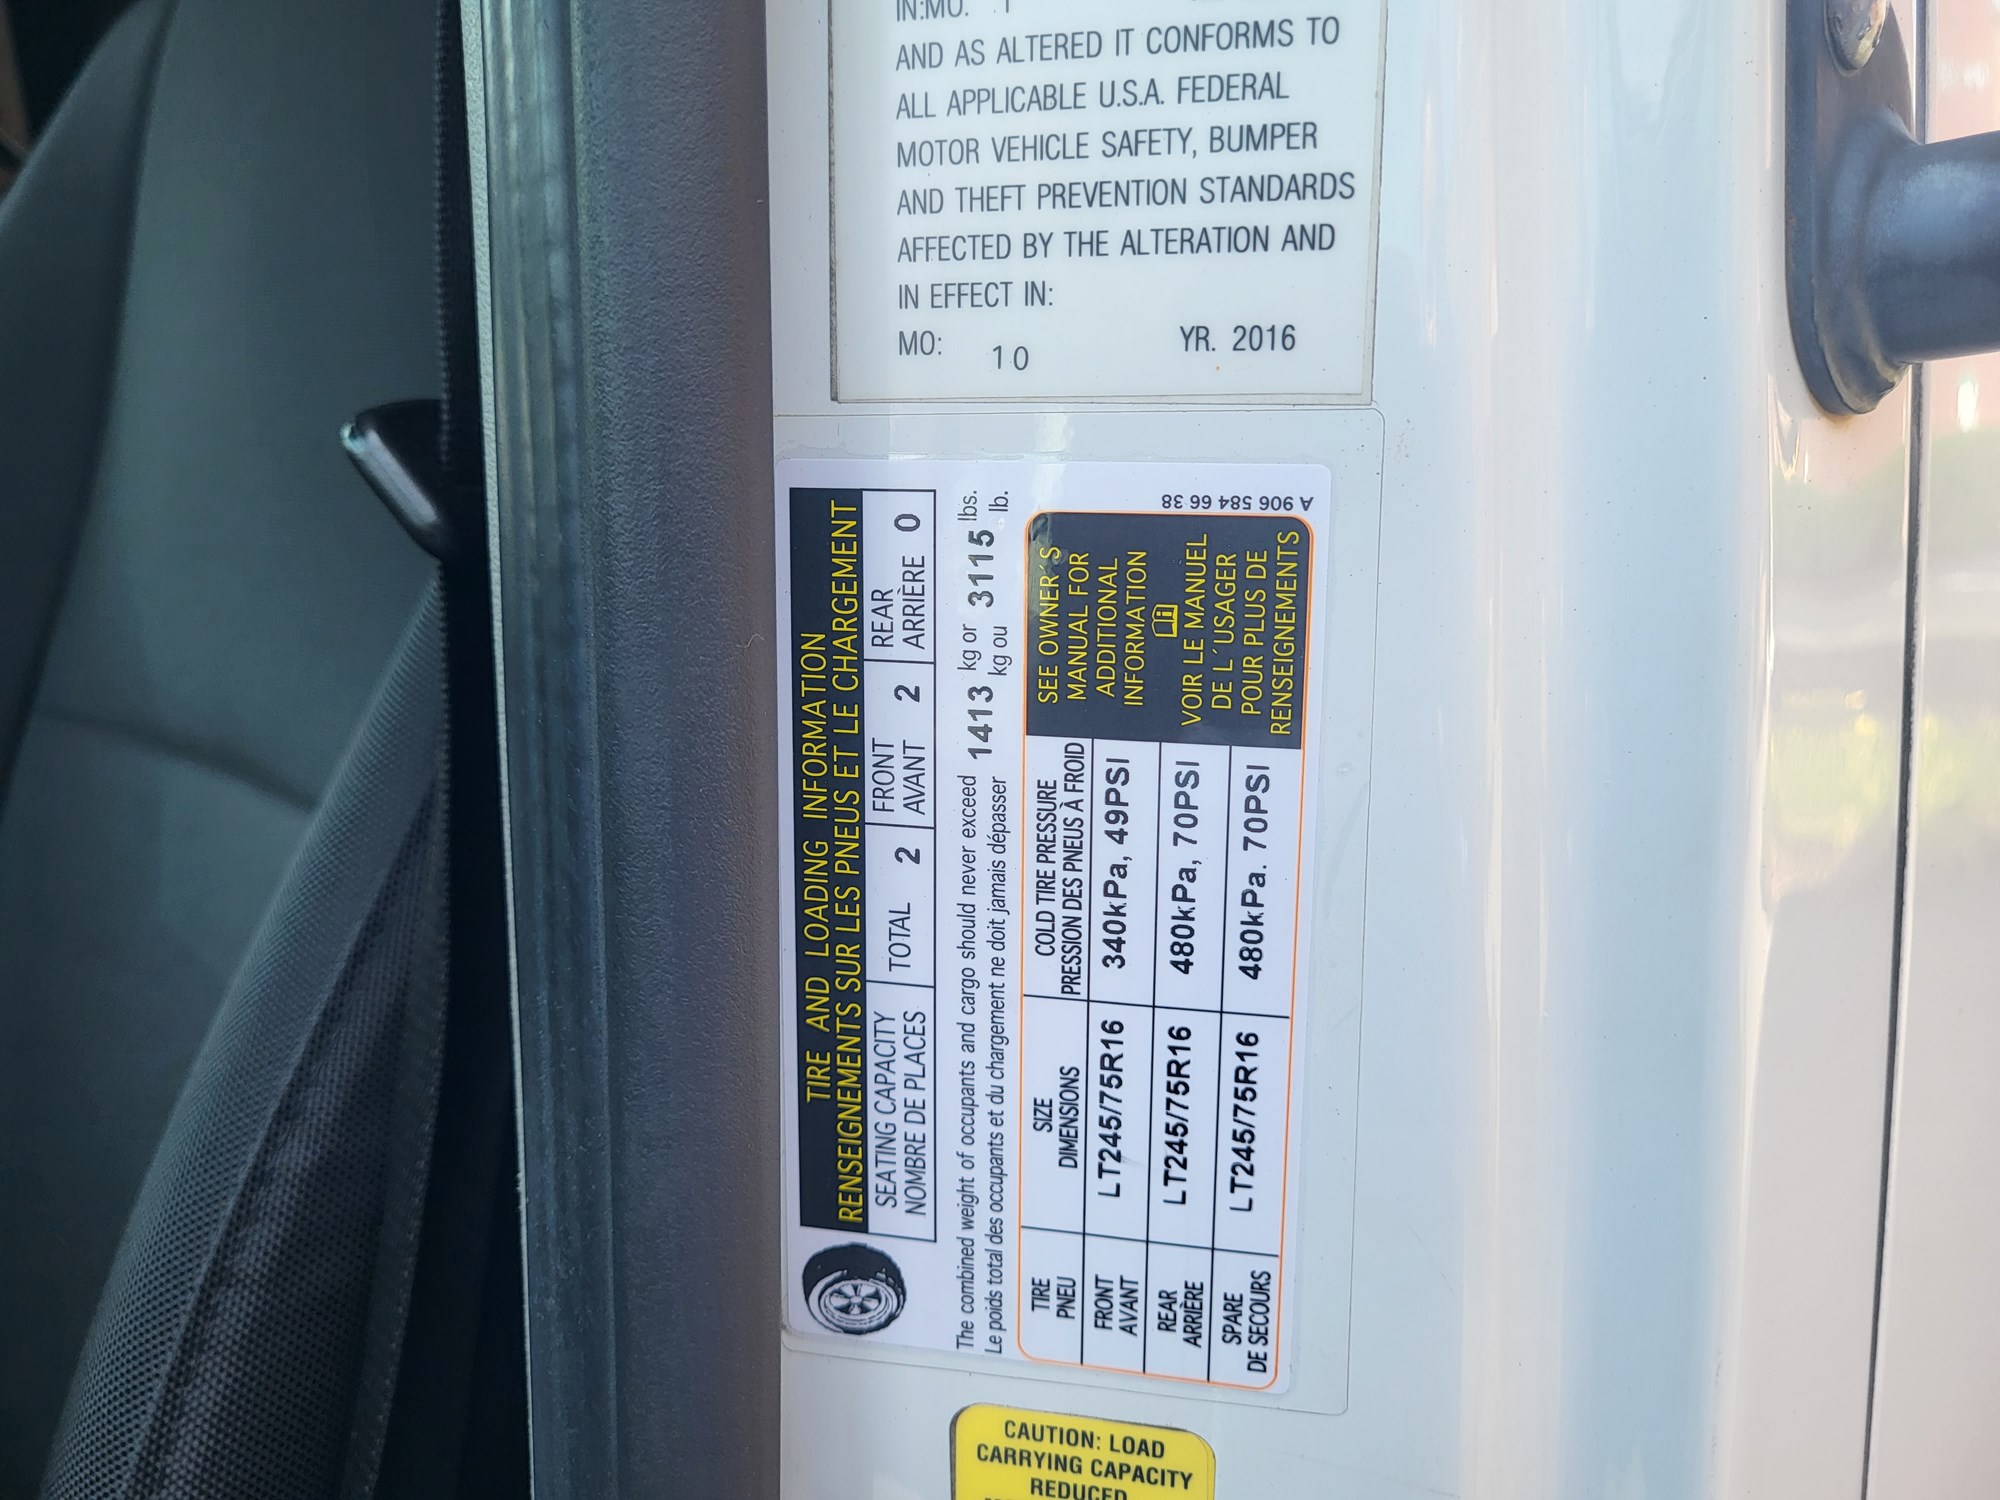 AND AS ALTERED IT CONFORMS TO
ALL APPLICABLE U.S.A. FEDERAL
MOTOR VEHICLE SAFETY, BUMPER
AND THEFT PREVENTION STANDARDS
AFFECTED BY THE ALTERATION AND
IN EFFECT IN:
MO: 10 YR. 2016
TIRE AND LOADING INFORMATION
RENSEIGNEMENTS SUR LES PNEUS ET LE CHARGEMENT
SEATING CAPACITY
NOMBRE DE PLACES
TOTAL 2
FRONT
AVANT 2
REAR
ARRIÈRE 0
The combined weight of occupants and cargo should never exceed 1413 kg or 3115 lbs.
Le poids total des occupants et du chargement ne doit jamais dépasser kg ou lb.
TIRE
PNEU
SIZE
DIMENSIONS
COLD TIRE PRESSURE
PRESSION DES PNEUS À FROID
FRONT
AVANT
LT245/75R16
340kPa, 49PSI
REAR
ARRIÈRE
LT245/75R16
480kPa, 70PSI
SPARE
DE SECOURS
LT245/75R16
480kPa. 70PSI
SEE OWNER´S
MANUAL FOR
ADDITIONAL
INFORMATION
VOIR LE MANUEL
DE L´USAGER
POUR PLUS DE
RENSEIGNEMENTS
A 906 584 66 38
CAUTION: LOAD
CARRYING CAPACITY
REDUCED